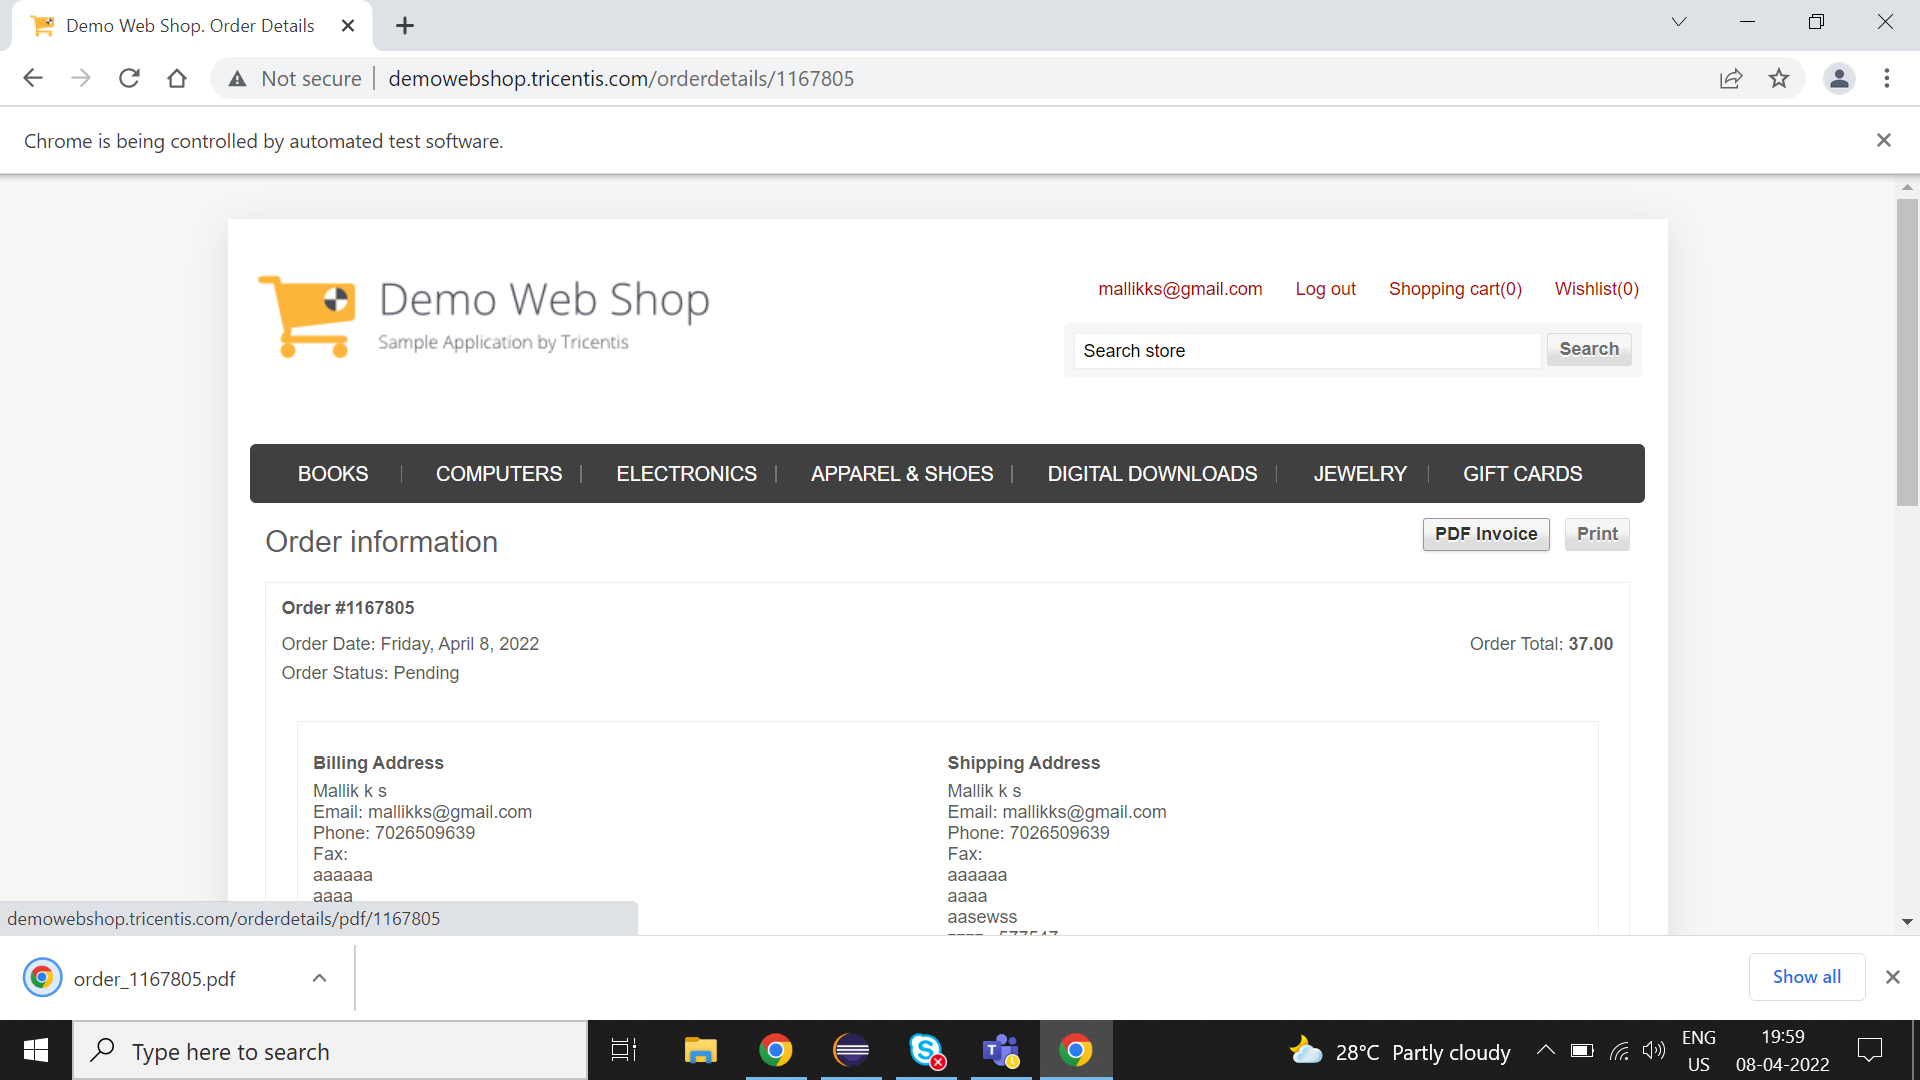 Demo Web Shop. Order Details
Not secure demowebshop.tricentis.com/orderdetails/1167805
Chrome is being controlled by automated test software.
Demo Web Shop
Sample Application by Tricentis
mallikks@gmail.com Log out Shopping cart(0) Wishlist(0)
Search store Search
BOOKS COMPUTERS ELECTRONICS APPAREL & SHOES DIGITAL DOWNLOADS JEWELRY GIFT CARDS
Order information
PDF Invoice Print
Order #1167805
Order Date: Friday, April 8, 2022 Order Total: 37.00
Order Status: Pending
Billing Address
Mallik k s
Email: mallikks@gmail.com
Phone: 7026509639
Fax:
aaaaaa
aaaa
Shipping Address
Mallik k s
Email: mallikks@gmail.com
Phone: 7026509639
Fax:
aaaaaa
aaaa
aasewss
demowebshop.tricentis.com/orderdetails/pdf/1167805
order_1167805.pdf Show all
Type here to search
28°C Partly cloudy
ENG
US
19:59
08-04-2022